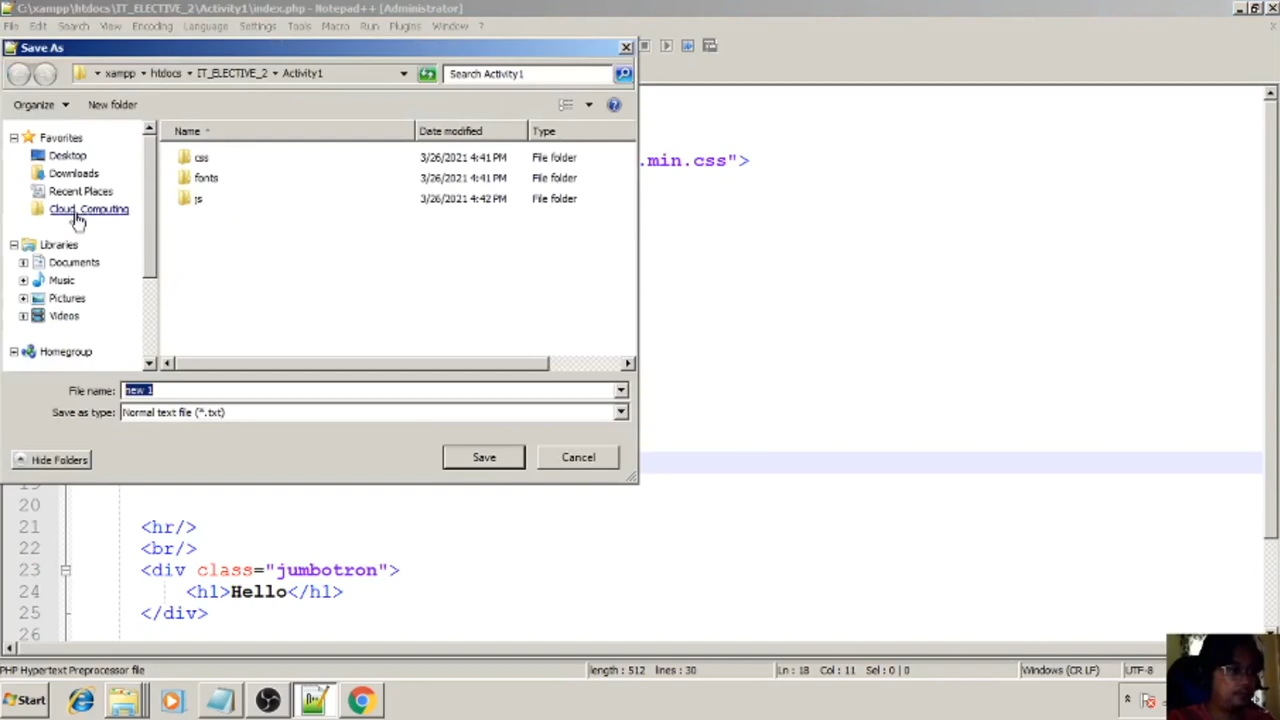 C:\xampp\htdocs\IT_ELECTIVE_2\Activity1\index.php - Notepad++ [Administrator]
File Edit Search View Encoding Language Settings Tools Macro Run Plugins Window ?
Save As
xampp htdocs IT_ELECTIVE_2 Activity1
Search Activity1
Organize New folder
Favorites
Desktop
Downloads
Recent Places
Cloud_Computing
Libraries
Documents
Music
Pictures
Videos
Homegroup
Name Date modified Type
css 3/26/2021 4:41 PM File folder
fonts 3/26/2021 4:41 PM File folder
js 3/26/2021 4:42 PM File folder
File name: new 1
Save as type: Normal text file (*.txt)
Hide Folders Save Cancel
.min.css">
20
21 <hr/>
22 <br/>
23 <div class="jumbotron">
24 <h1>Hello</h1>
25 </div>
26
PHP Hypertext Preprocessor file length : 512 lines : 30 Ln : 18 Col : 11 Sel : 0 | 0 Windows (CR LF) UTF-8
Start